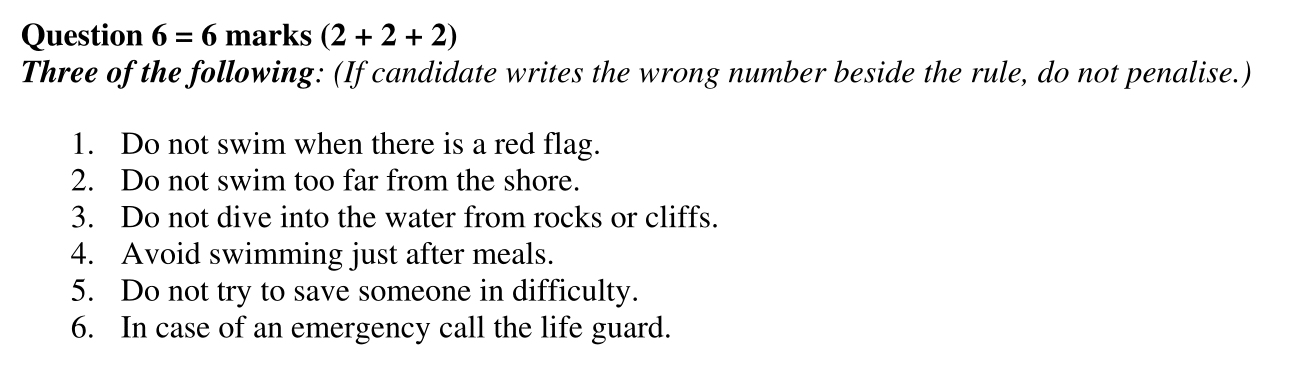 Question 6 = 6 marks (2 + 2 + 2)
Three of the following: (If candidate writes the wrong number beside the rule, do not penalise.)
1. Do not swim when there is a red flag.
2. Do not swim too far from the shore.
3. Do not dive into the water from rocks or cliffs.
4. Avoid swimming just after meals.
5. Do not try to save someone in difficulty.
6. In case of an emergency call the life guard.